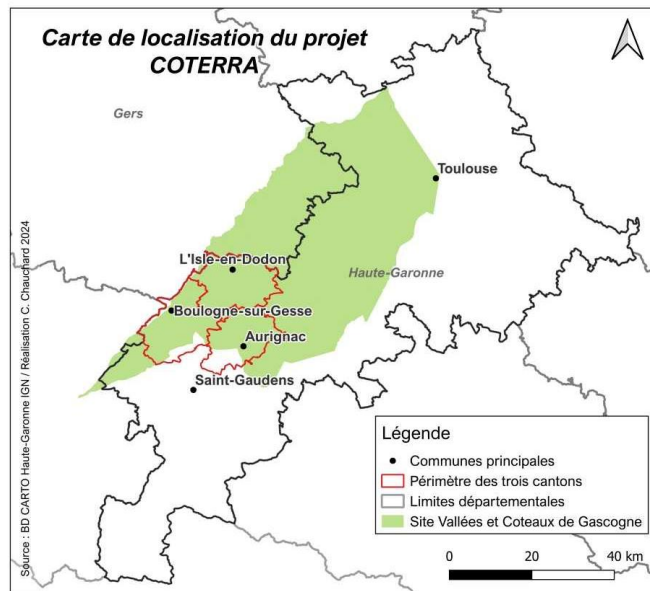 Carte de localisation du projet
COTERRA
Gers
Toulouse
L'Isle-en-Dodon
Haute-Garonne
Boulogne-sur-Gesse
Aurignac
Saint-Gaudens
Légende
Communes principales
Périmètre des trois cantons
Limites départementales
Site Vallées et Coteaux de Gascogne
0 20 40 km
Source : BD CARTO Haute-Garonne IGN / Réalisation C. Chauchard 2024